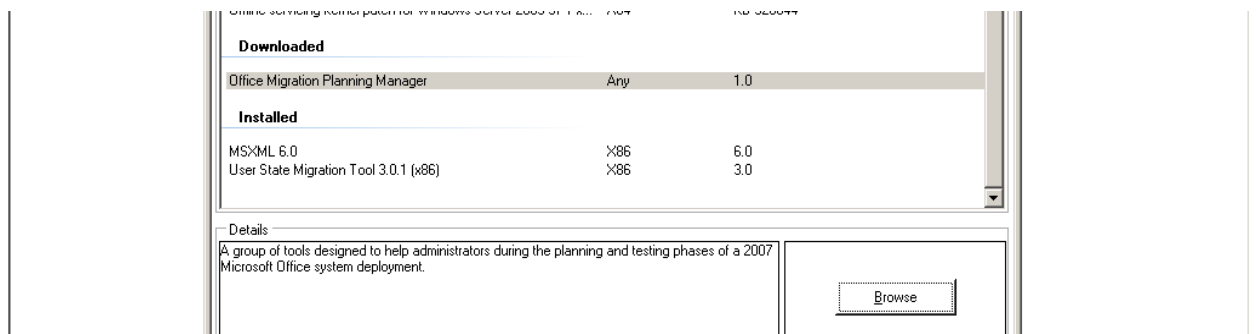 Downloaded
Office Migration Planning Manager Any 1.0
Installed
MSXML 6.0 X86 6.0
User State Migration Tool 3.0.1 (x86) X86 3.0
Details
A group of tools designed to help administrators during the planning and testing phases of a 2007
Microsoft Office system deployment.
Browse